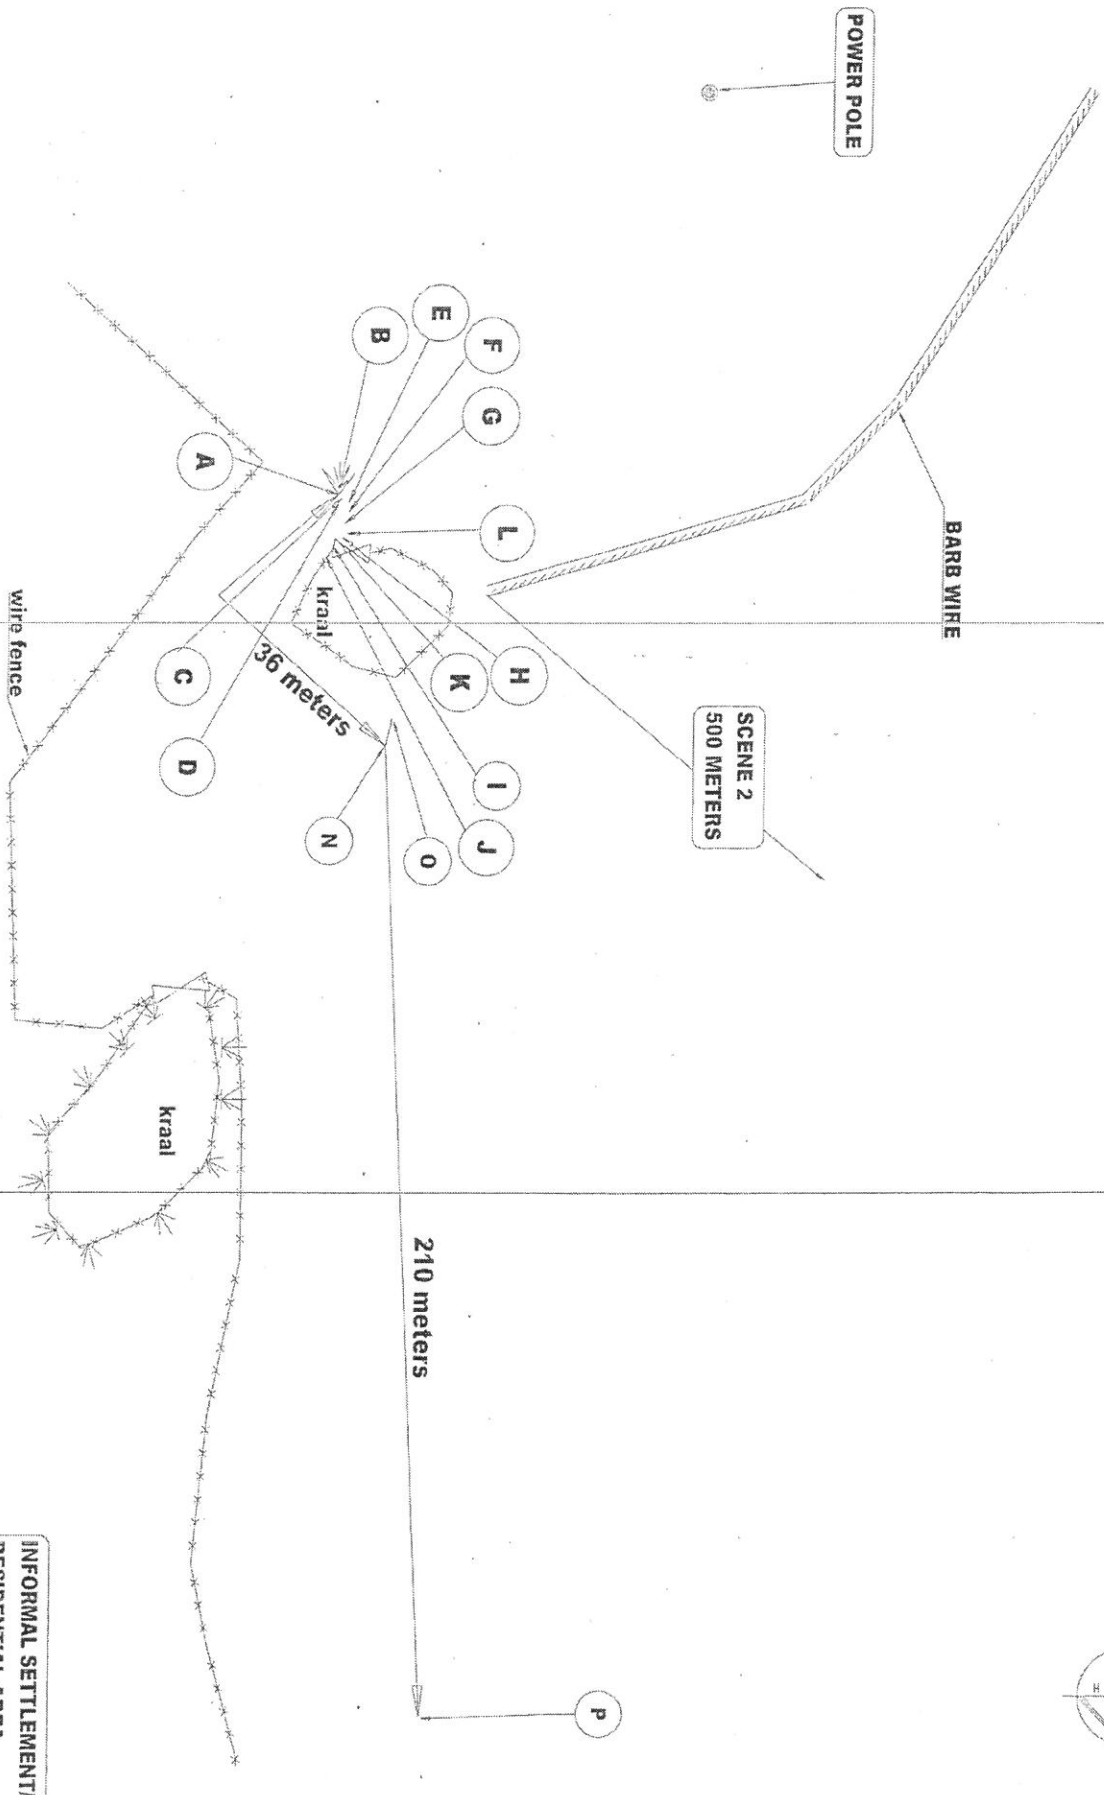 POWER POLE
BARB WIRE
SCENE 2
500 METERS
E
F
B
G
A
L
kraal
H
K
C
36 meters
D
I
J
N
O
wire fence
kraal
210 meters
P
H
INFORMAL SETTLEMENT/